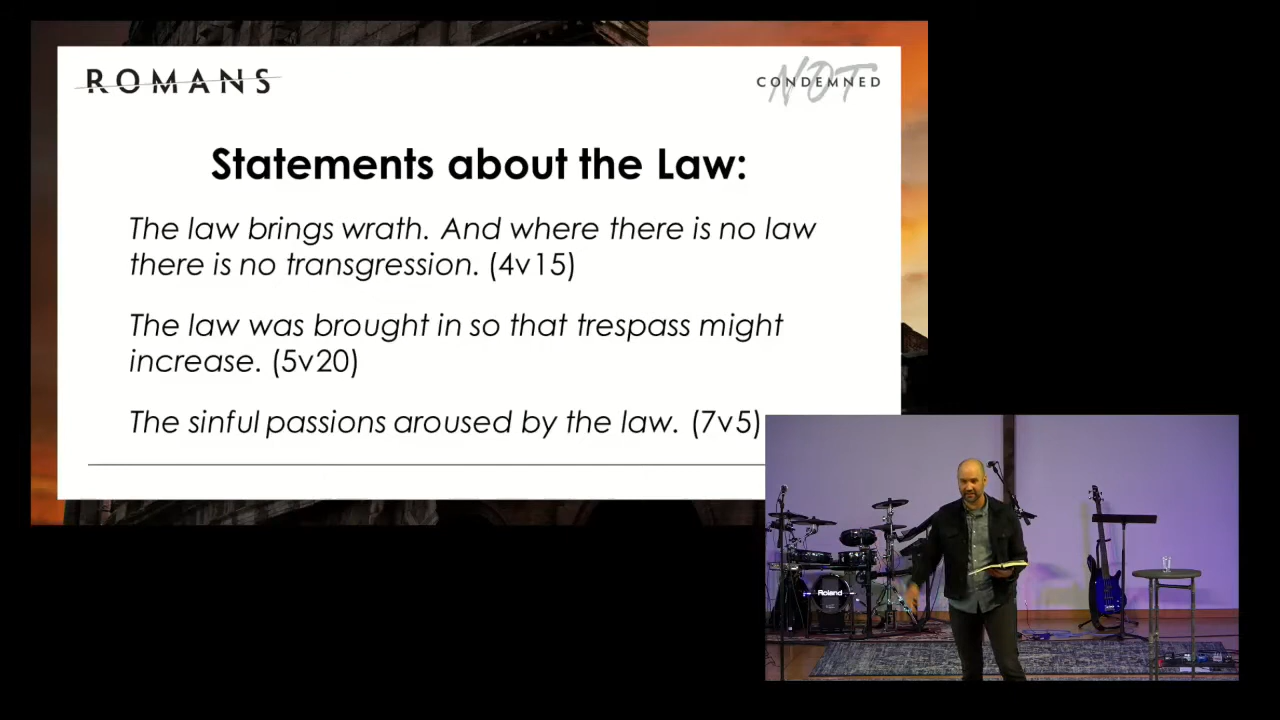 ROMANS
NOT
CONDEMNED
Statements about the Law:
The law brings wrath. And where there is no law
there is no transgression. (4v15)
The law was brought in so that trespass might
increase. (5v20)
The sinful passions aroused by the law. (7v5)
Roland